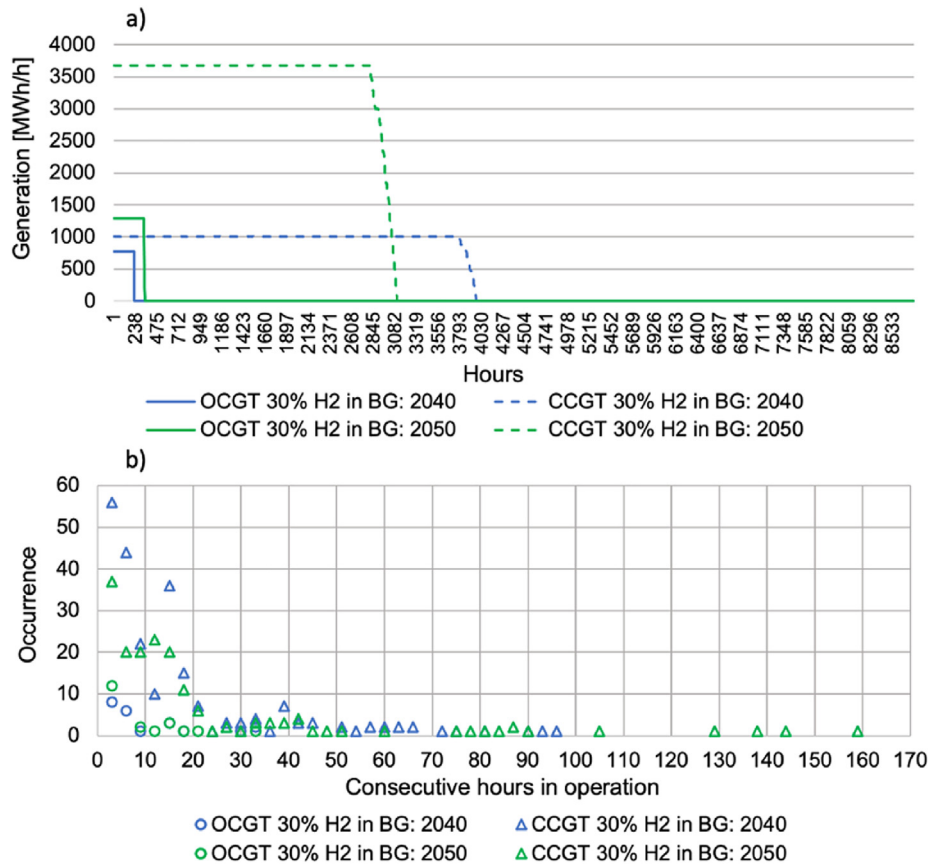 a)
4000
3500
3000
2500
2000
1500
1000
500
0
Generation [MWh/h]
1 238 475 712 949 1186 1423 1660 1897 2134 2371 2608 2845 3082 3319 3556 3793 4030 4267 4504 4741 4978 5215 5452 5689 5926 6163 6400 6637 6874 7111 7348 7585 7822 8059 8296 8533
Hours
OCGT 30% H2 in BG: 2040 CCGT 30% H2 in BG: 2040
OCGT 30% H2 in BG: 2050 CCGT 30% H2 in BG: 2050
b)
60
50
40
30
20
10
0
Occurrence
0 10 20 30 40 50 60 70 80 90 100 110 120 130 140 150 160 170
Consecutive hours in operation
OCGT 30% H2 in BG: 2040 CCGT 30% H2 in BG: 2040
OCGT 30% H2 in BG: 2050 CCGT 30% H2 in BG: 2050